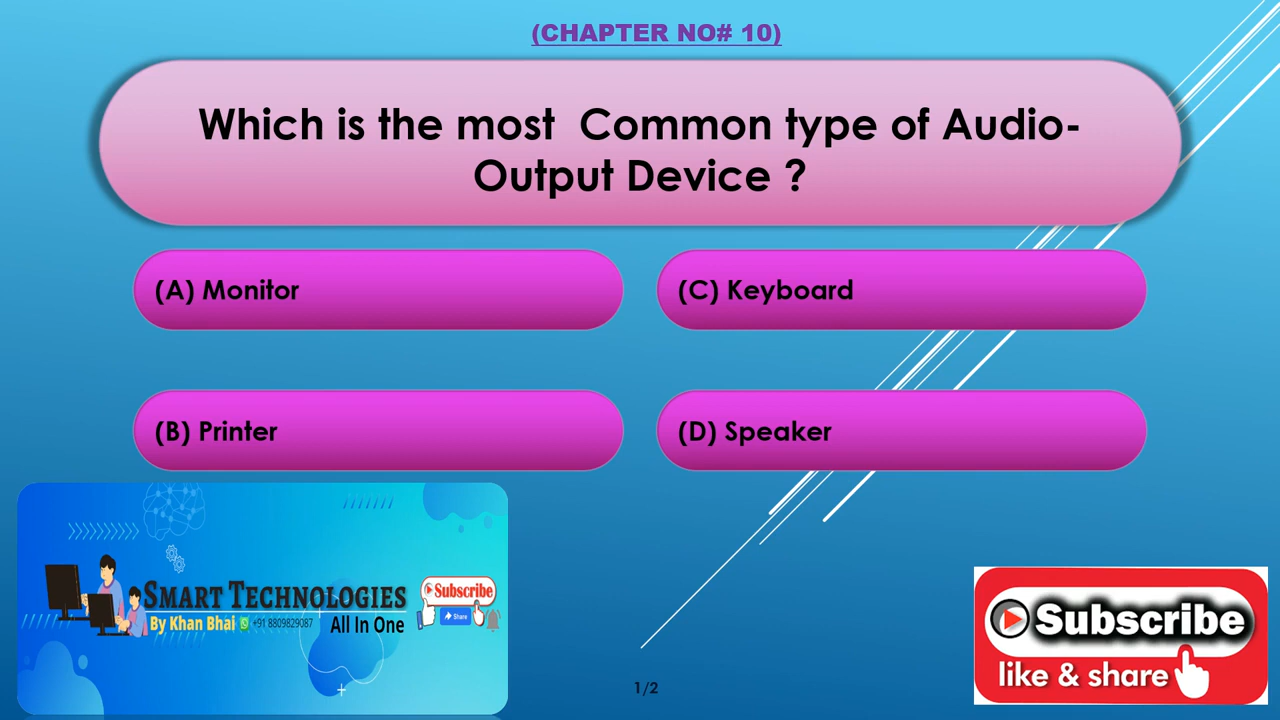 (CHAPTER NO# 10)
Which is the most  Common type of Audio-
Output Device ?
(A) Monitor
(C) Keyboard
(B) Printer
(D) Speaker
SMART TECHNOLOGIES
By Khan Bhai +91 8809829087
All In One
Subscribe
Share
Subscribe
like & share
1/2